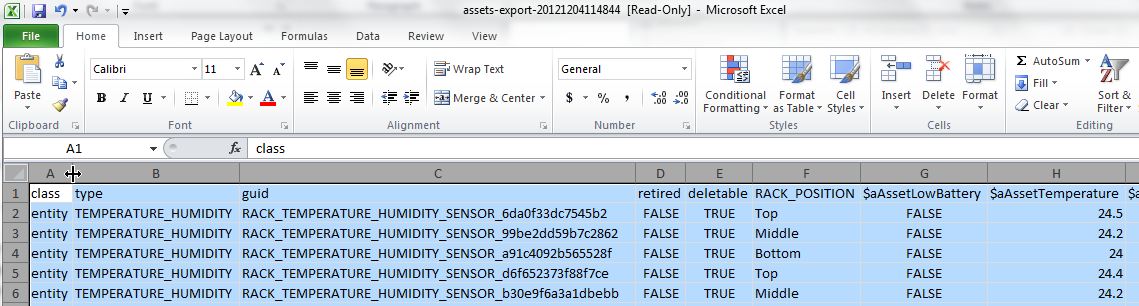 assets-export-20121204114844 [Read-Only] - Microsoft Excel
File Home Insert Page Layout Formulas Data Review View
Calibri 11 A A Wrap Text General Σ AutoSum
Paste Fill
B I U A Merge & Center $ % , .0 .00 .00 .0 Conditional Formatting Format as Table Cell Styles Insert Delete Format Clear Sort & Filter
Clipboard Font Alignment Number Styles Cells Editing
A1 fx class
A B C D E F G H
1 class type guid retired deletable RACK_POSITION $aAssetLowBattery $aAssetTemperature
2 entity TEMPERATURE_HUMIDITY RACK_TEMPERATURE_HUMIDITY_SENSOR_6da0f33dc7545b2 FALSE TRUE Top FALSE 24.5
3 entity TEMPERATURE_HUMIDITY RACK_TEMPERATURE_HUMIDITY_SENSOR_99be2dd59b7c2862 FALSE TRUE Middle FALSE 24.2
4 entity TEMPERATURE_HUMIDITY RACK_TEMPERATURE_HUMIDITY_SENSOR_a91c4092b565528f FALSE TRUE Bottom FALSE 24
5 entity TEMPERATURE_HUMIDITY RACK_TEMPERATURE_HUMIDITY_SENSOR_d6f652373f88f7ce FALSE TRUE Top FALSE 24.4
6 entity TEMPERATURE_HUMIDITY RACK_TEMPERATURE_HUMIDITY_SENSOR_b30e9f6a3a1dbebb FALSE TRUE Middle FALSE 24.2